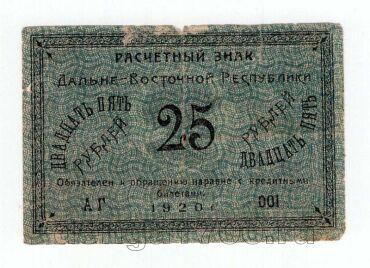 РАСЧЕТНЫЙ ЗНАК
ДАЛЬНЕ-ВОСТОЧНОЙ РЕСПУБЛИКИ
ДВАДЦАТЬ ПЯТЬ
РУБЛЕЙ
25
РУБЛЕЙ
ДВАДЦАТЬ ПЯТЬ
Обязателен к обращению наравне с кредитными
билетами.
АГ 001
1920 г.